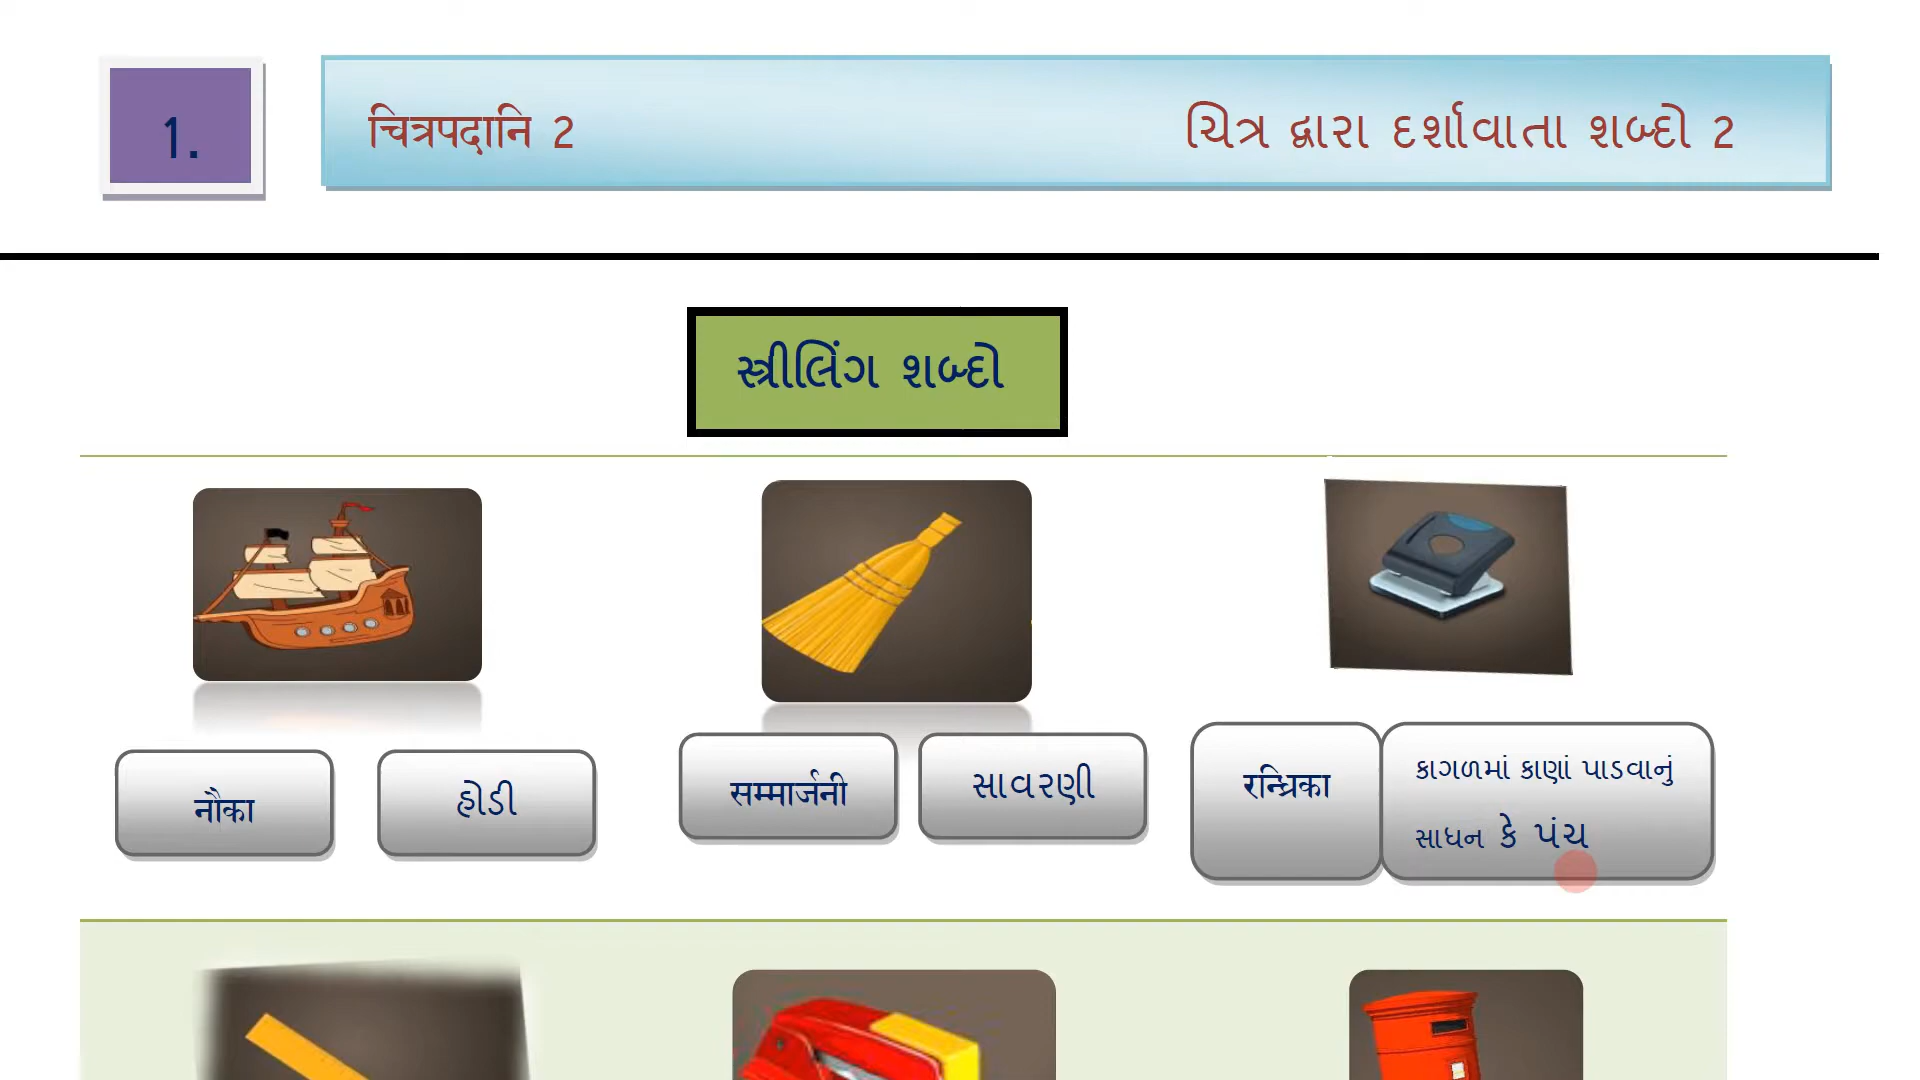 1.
चित्रपदानि 2
ચિત્ર દ્વારા દર્શાવાતા શબ્દો 2
સ્ત્રીલિંગ શબ્દો
नौका
હોડી
सम्मार्जनी
સાવરણી
रन्ध्रिका
કાગળમાં કાણાં પાડવાનું
સાધન કે પંચ